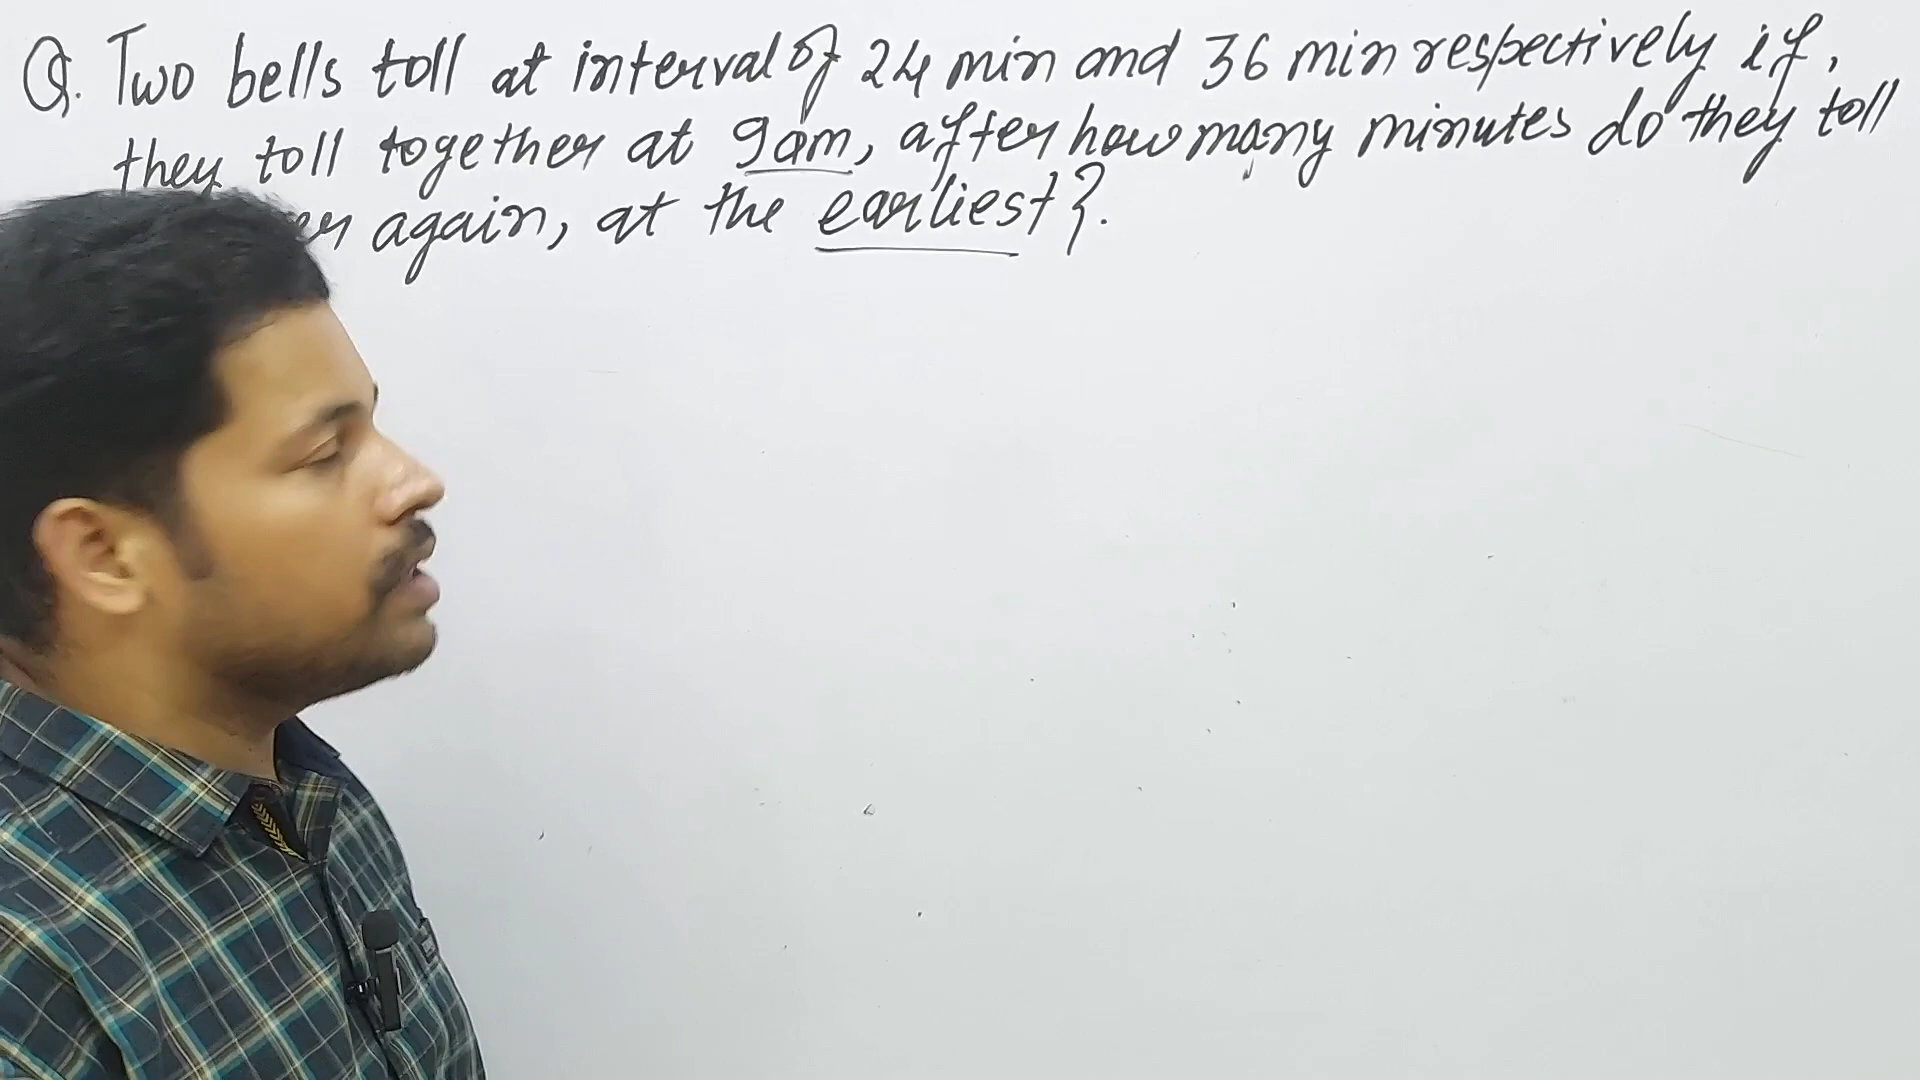 Q. Two bells toll at interval of 24 min and 36 min respectively if,
they toll together at 9am, after how many minutes do they toll
again, at the earliest?.